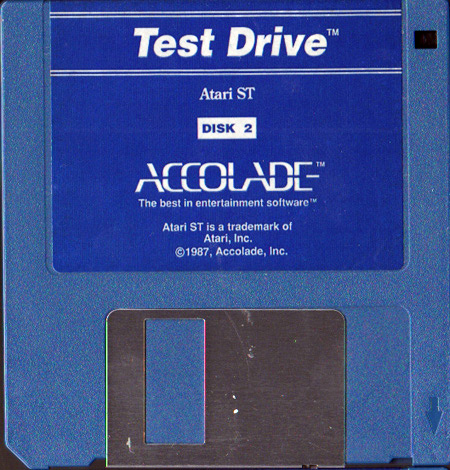 Test Drive™
Atari ST
DISK 2
ACCOLADE™
The best in entertainment software™
Atari ST is a trademark of
Atari, Inc.
©1987, Accolade, Inc.